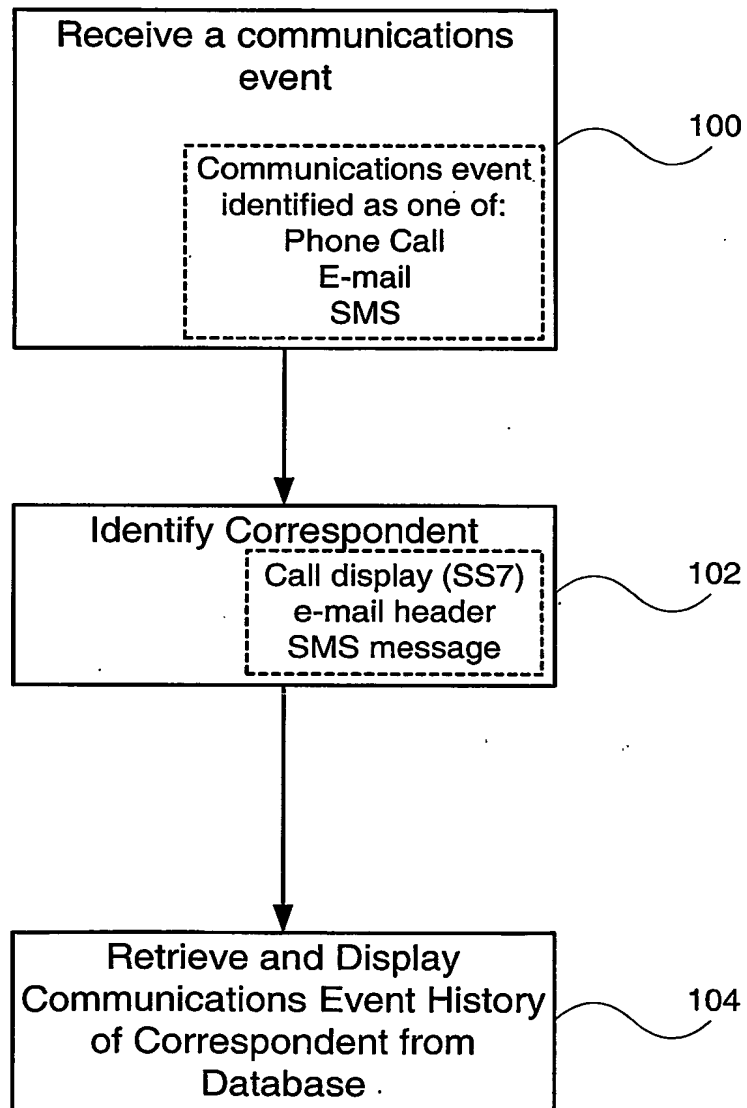 Receive a communications
event
100
Communications event
identified as one of:
Phone Call
E-mail
SMS
Identify Correspondent
102
Call display (SS7)
e-mail header
SMS message
Retrieve and Display
Communications Event History
of Correspondent from
Database
104